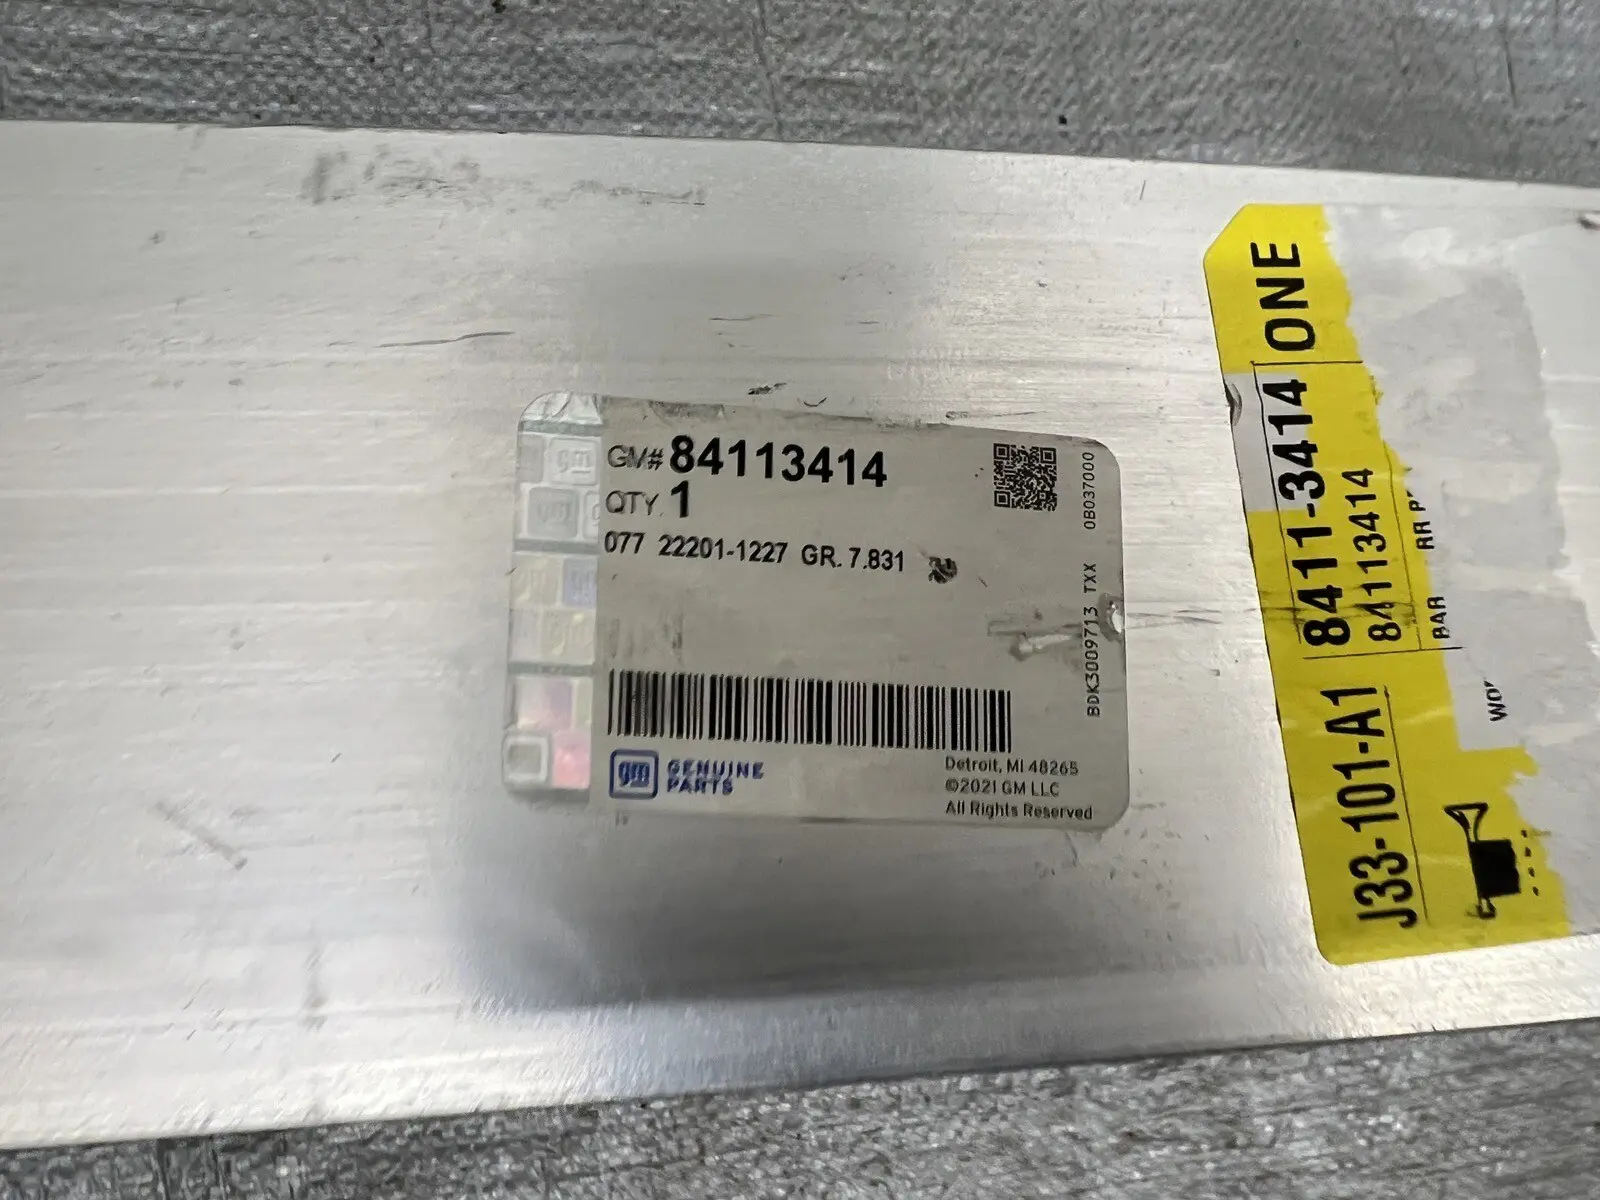 GM# 84113414
QTY. 1
077 22201-1227 GR. 7.831
gm GENUINE
PARTS
Detroit, MI 48265
©2021 GM LLC
All Rights Reserved
BDK3009713 TXX 0B037000
J33-101-A1 8411-3414 ONE
84113414
BAR RR